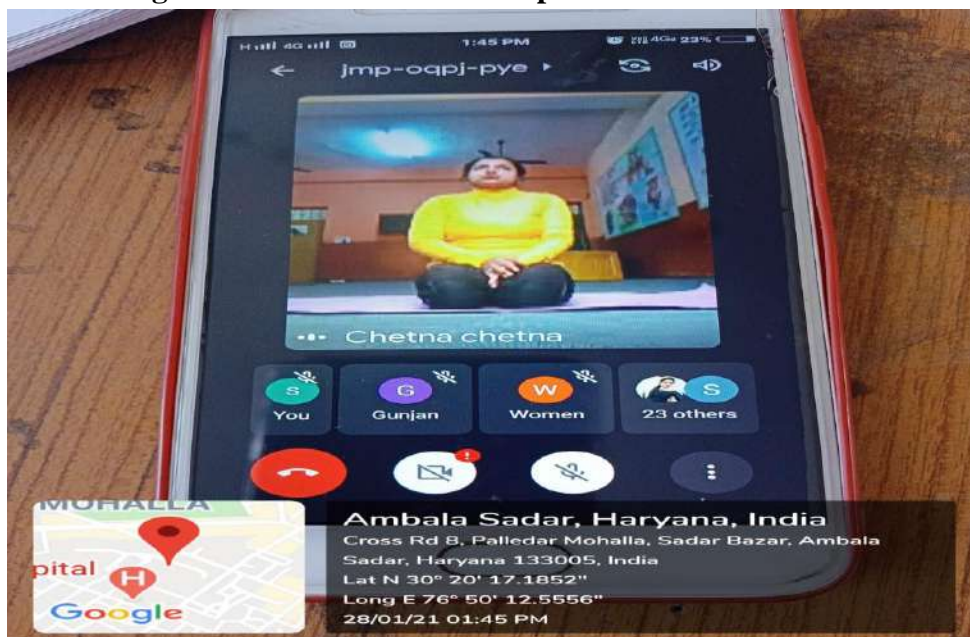 1:45 PM
4G 23%
jmp-oqpj-pye
Chetna chetna
S
You
G
Gunjan
W
Women
S
23 others
MOHALLA
pital
H
Google
Ambala Sadar, Haryana, India
Cross Rd 8, Palledar Mohalla, Sadar Bazar, Ambala
Sadar, Haryana 133005, India
Lat N 30° 20' 17.1852"
Long E 76° 50' 12.5556"
28/01/21 01:45 PM